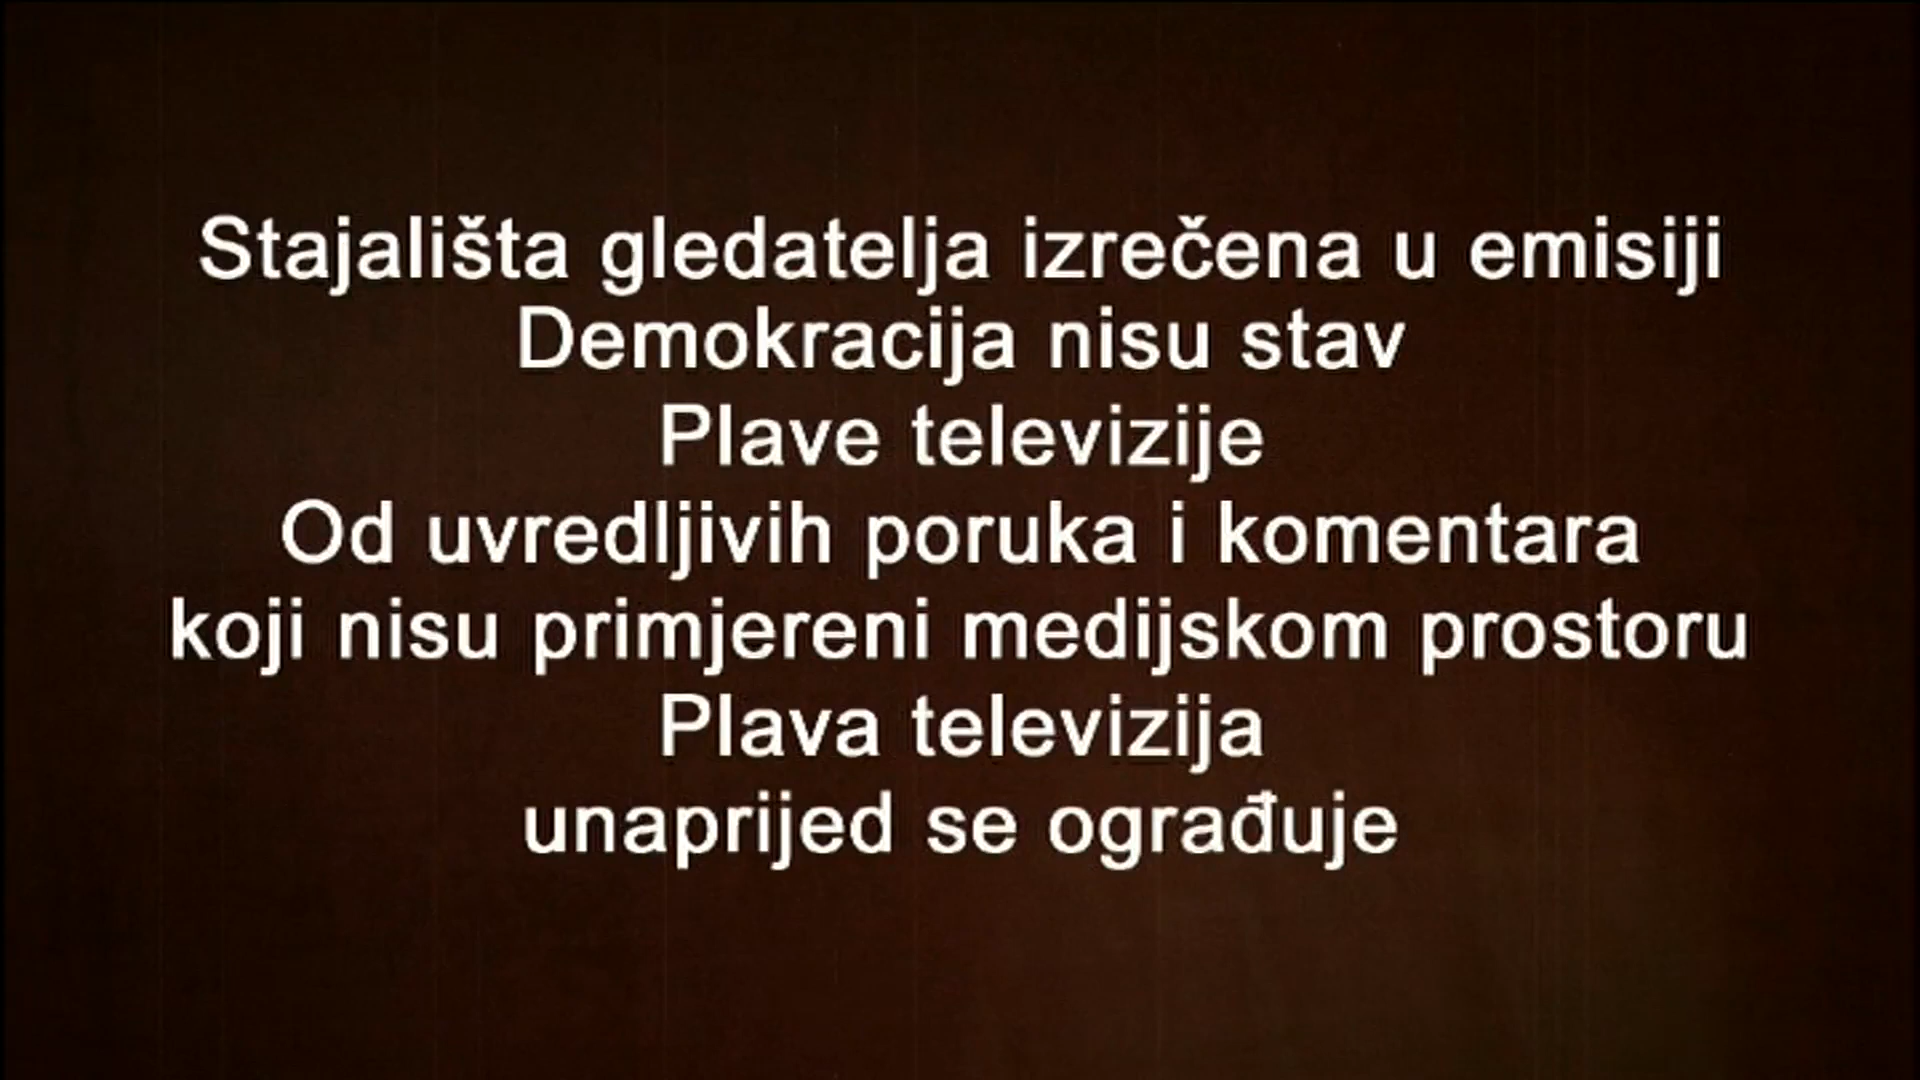 Stajališta gledatelja izrečena u emisiji
Demokracija nisu stav
Plave televizije
Od uvredljivih poruka i komentara
koji nisu primjereni medijskom prostoru
Plava televizija
unaprijed se ograđuje